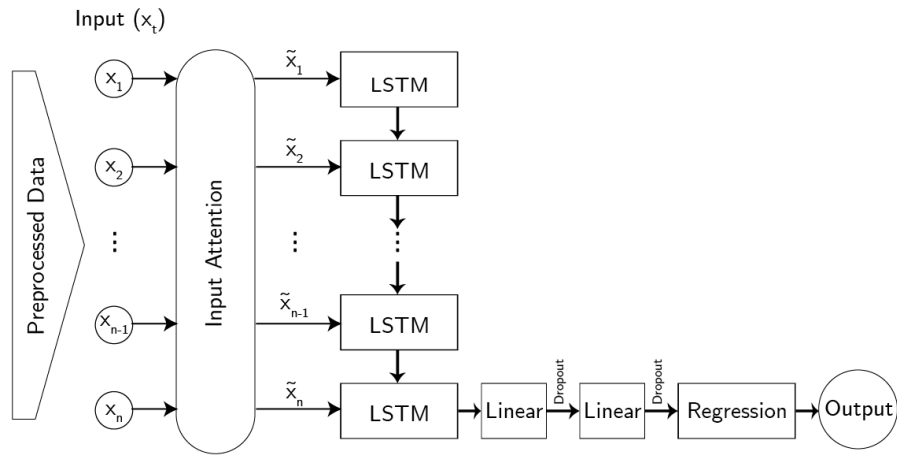 Input (x_t)
Preprocessed Data
x_1
x_2
...
x_n-1
x_n
Input Attention
x̃_1
x̃_2
...
x̃_n-1
x̃_n
LSTM
LSTM
...
LSTM
LSTM
Linear
Dropout
Linear
Dropout
Regression
Output